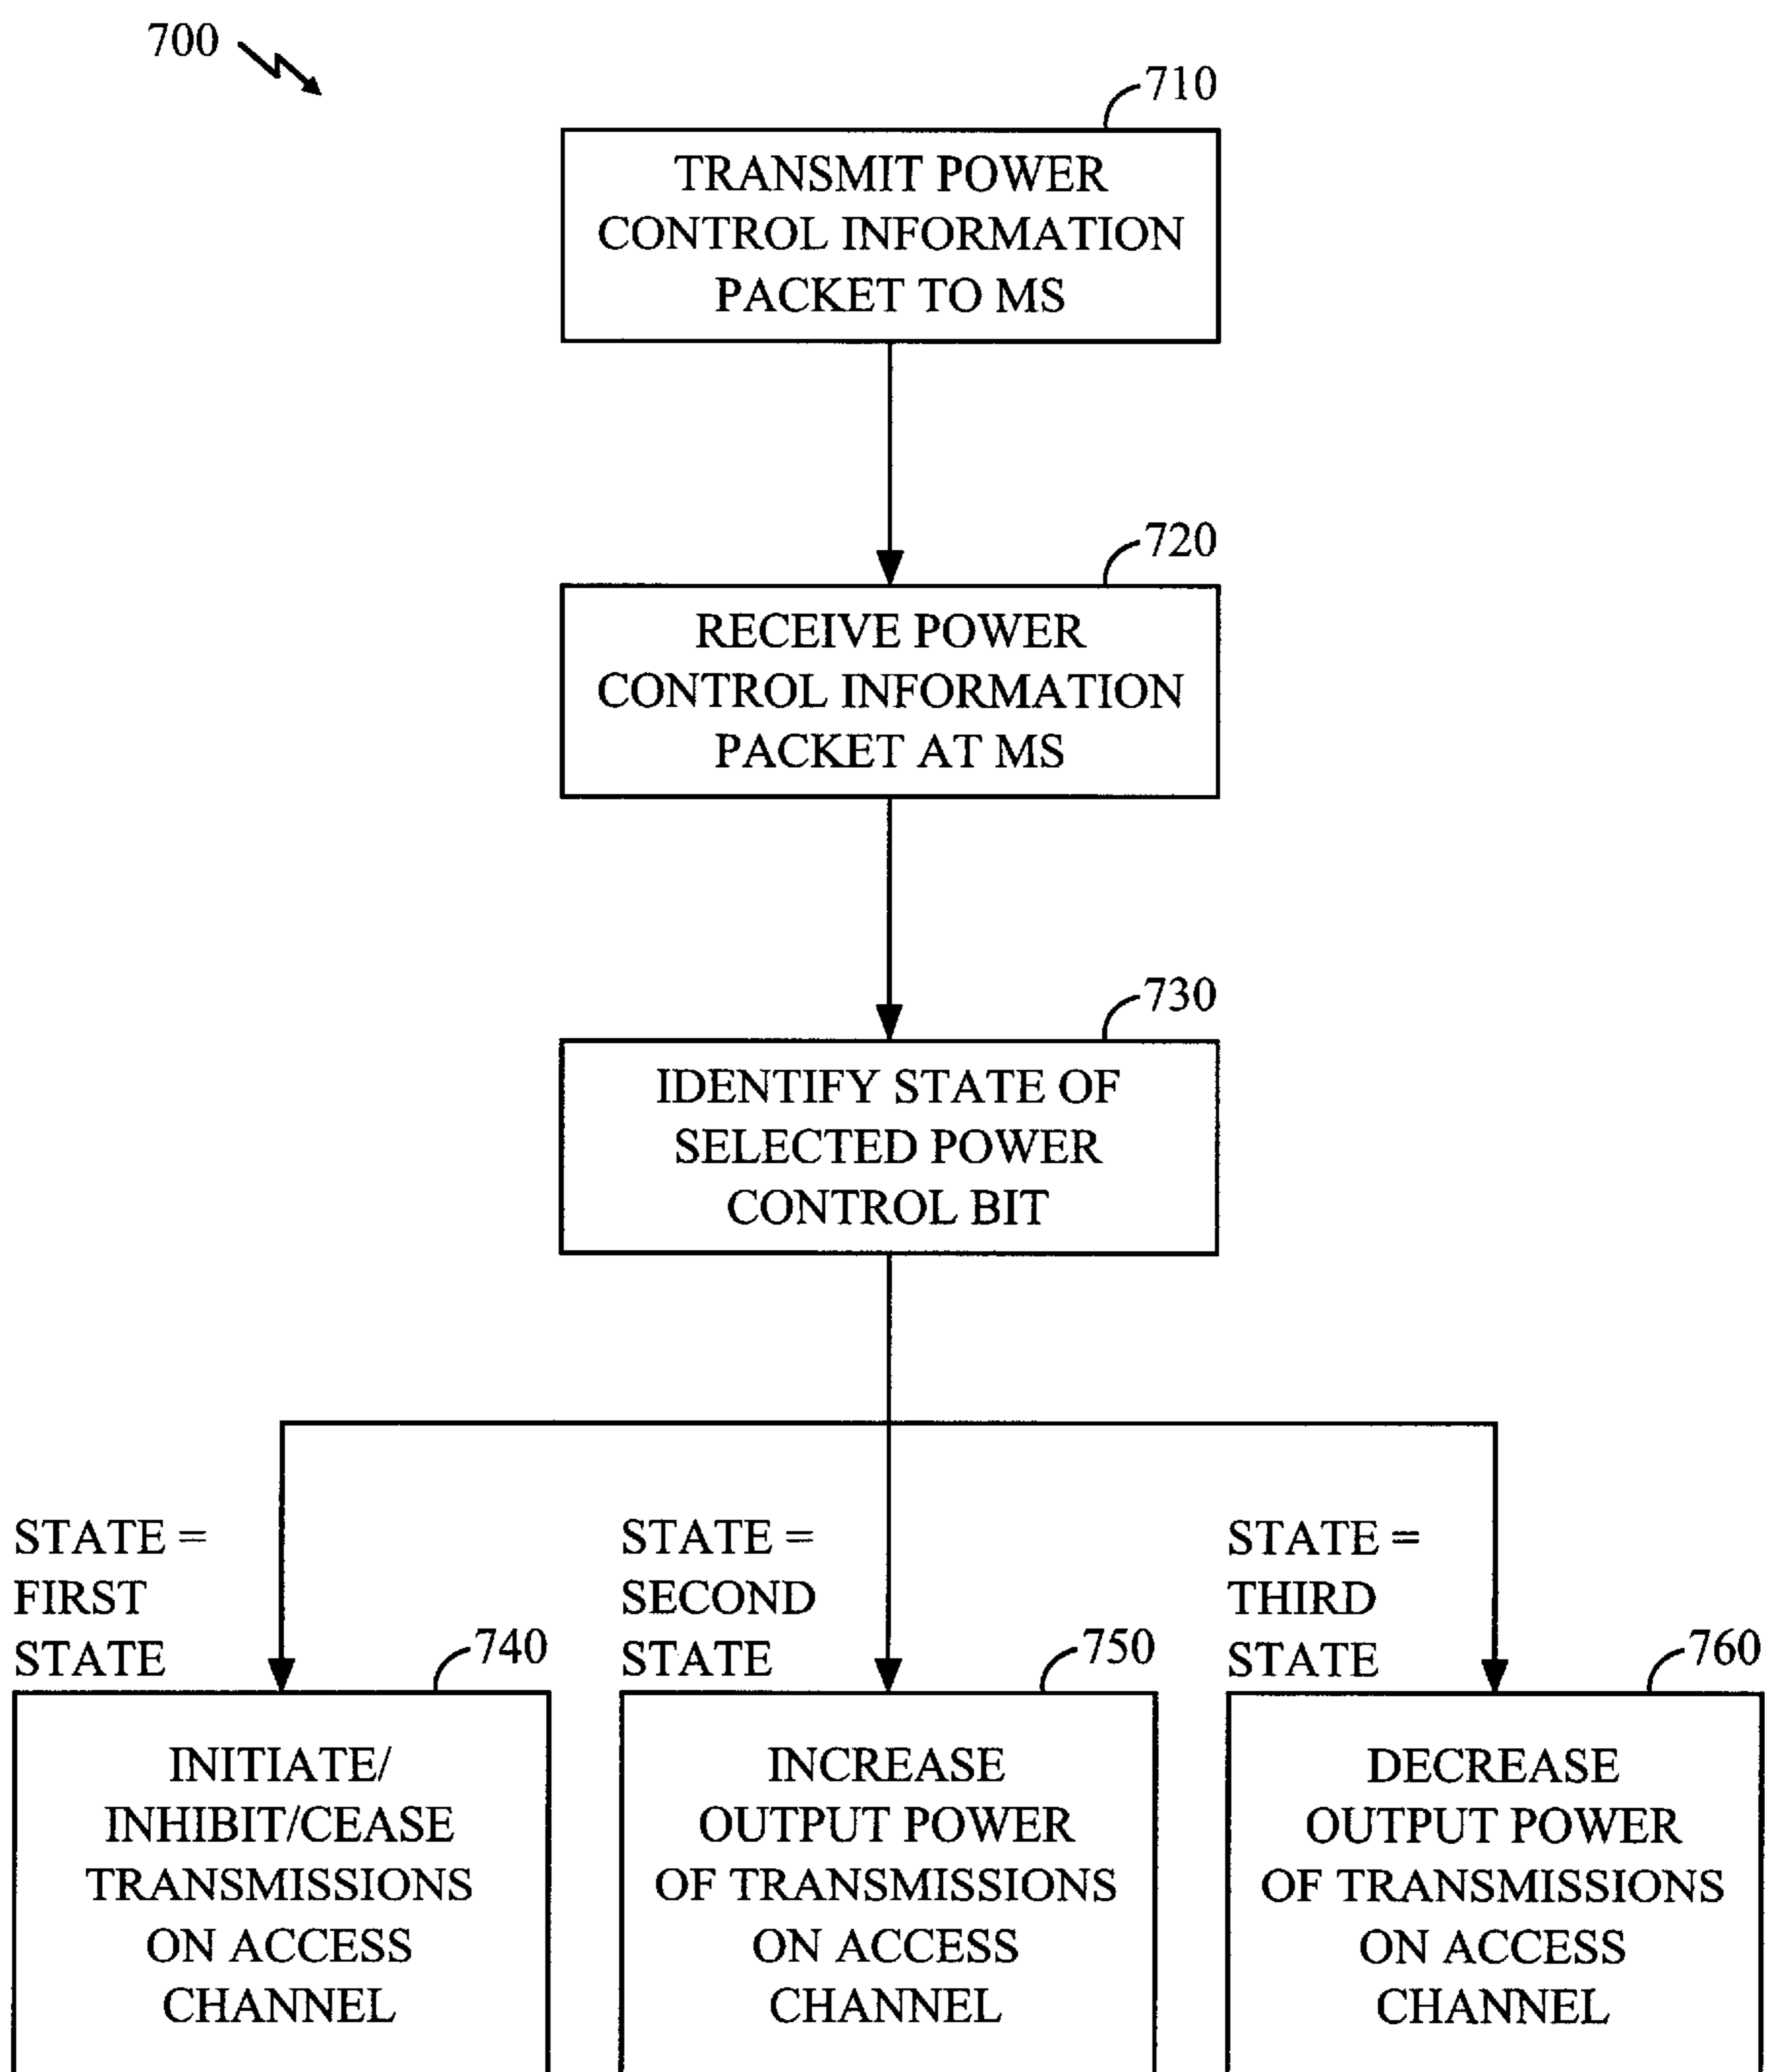 700
710
TRANSMIT POWER
CONTROL INFORMATION
PACKET TO MS
720
RECEIVE POWER
CONTROL INFORMATION
PACKET AT MS
730
IDENTIFY STATE OF
SELECTED POWER
CONTROL BIT
STATE =
FIRST
STATE
740
INITIATE/
INHIBIT/CEASE
TRANSMISSIONS
ON ACCESS
CHANNEL
STATE =
SECOND
STATE
750
INCREASE
OUTPUT POWER
OF TRANSMISSIONS
ON ACCESS
CHANNEL
STATE =
THIRD
STATE
760
DECREASE
OUTPUT POWER
OF TRANSMISSIONS
ON ACCESS
CHANNEL